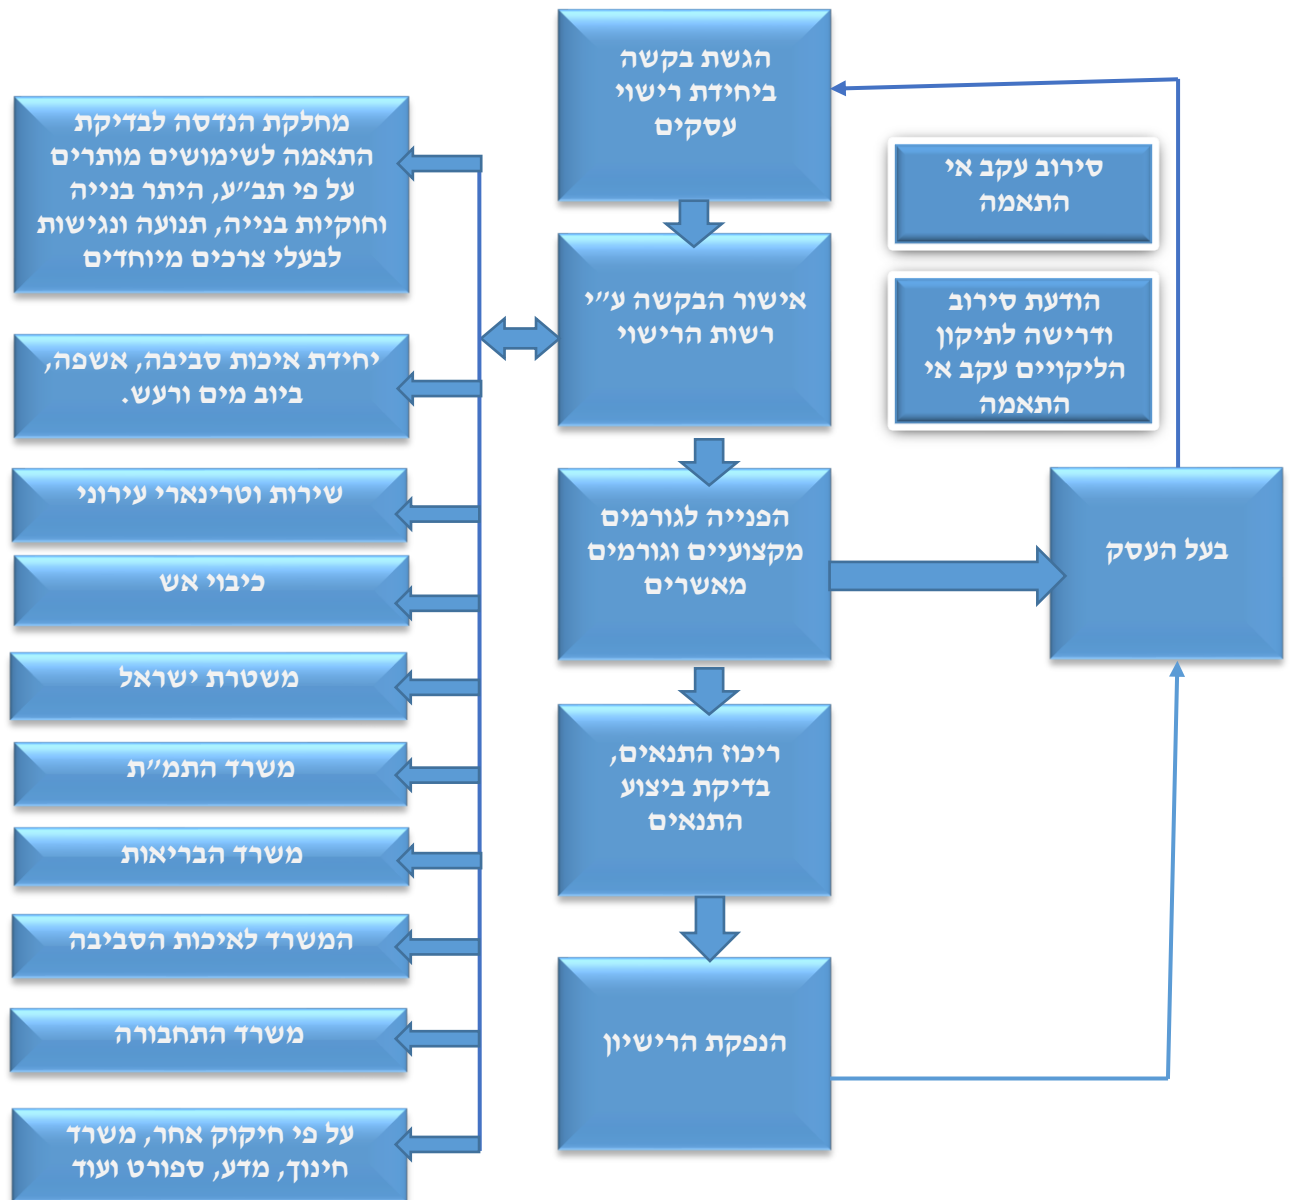 הגשת בקשה
ביחידת רישוי
עסקים
סירוב עקב אי
התאמה
הודעת סירוב
ודרישה לתיקון
הליקויים עקב אי
התאמה
בעל העסק
אישור הבקשה ע״י
רשות הרישוי
הפנייה לגורמים
מקצועיים וגורמים
מאשרים
ריכוז התנאים,
בדיקת ביצוע
התנאים
הנפקת הרישיון
מחלקת הנדסה לבדיקת
התאמה לשימושים מותרים
על פי תב״ע, היתר בנייה
וחוקיות בנייה, תנועה ונגישות
לבעלי צרכים מיוחדים
יחידת איכות סביבה, אשפה,
ביוב מים ורעש.
שירות וטרינארי עירוני
כיבוי אש
משטרת ישראל
משרד התמ״ת
משרד הבריאות
המשרד לאיכות הסביבה
משרד התחבורה
על פי חיקוק אחר, משרד
חינוך, מדע, ספורט ועוד